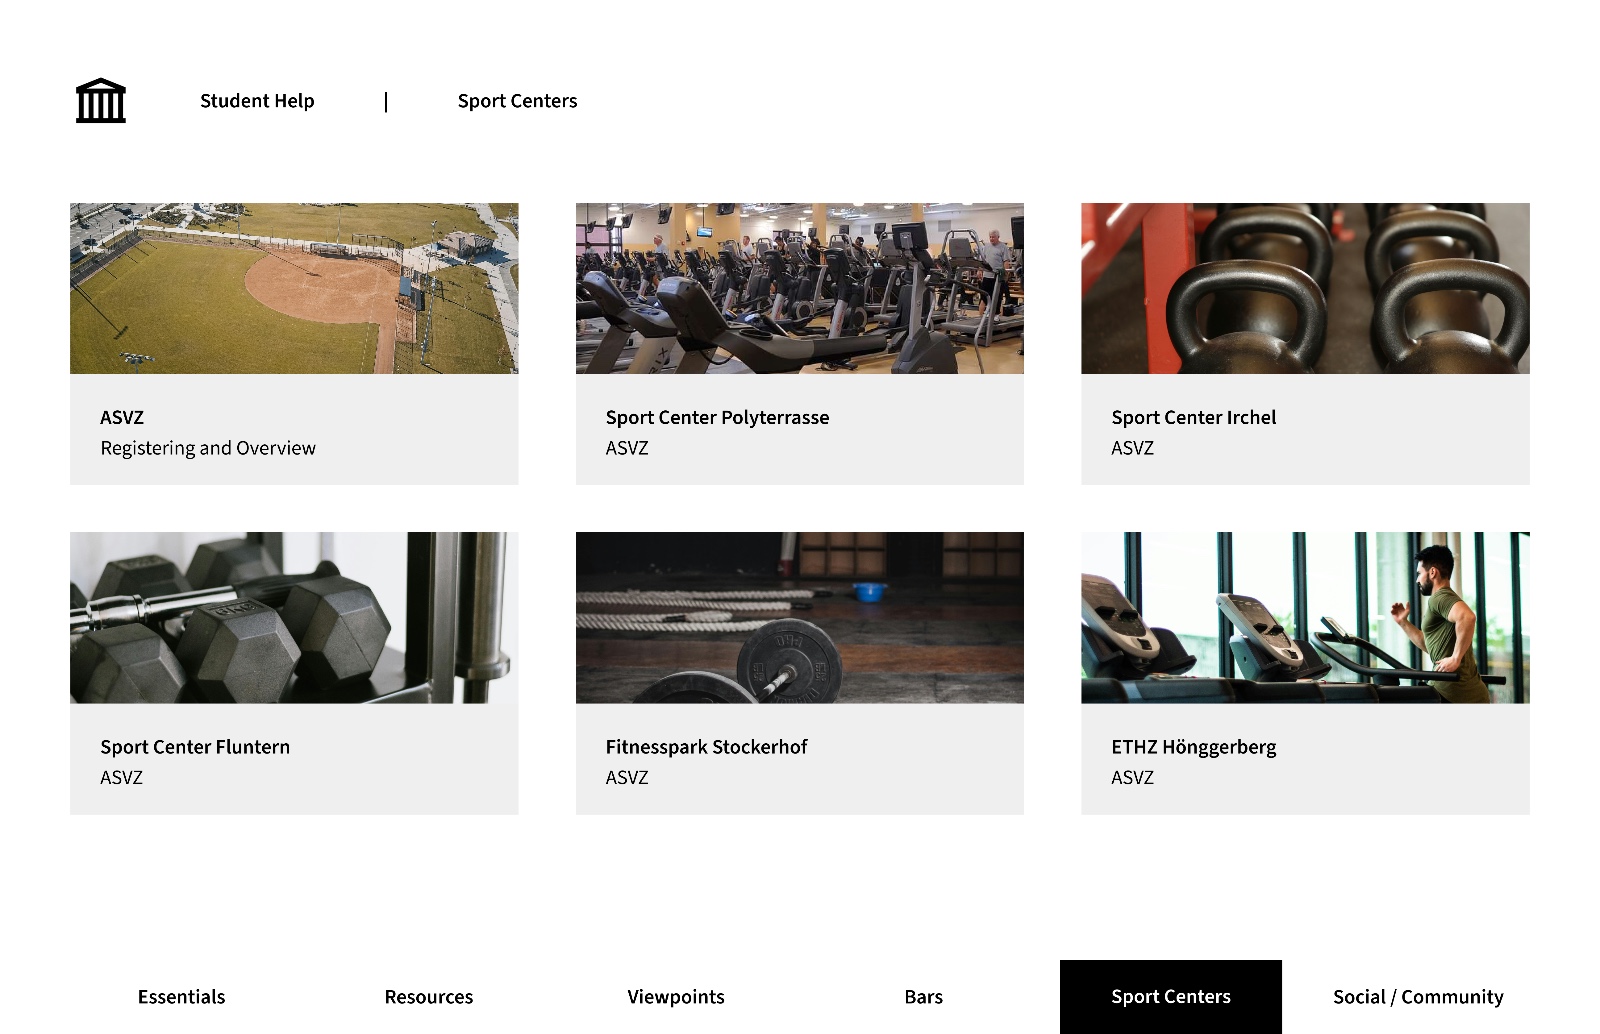 Student Help | Sport Centers
ASVZ
Registering and Overview
Sport Center Polyterrasse
ASVZ
Sport Center Irchel
ASVZ
Sport Center Fluntern
ASVZ
Fitnesspark Stockerhof
ASVZ
ETHZ Hönggerberg
ASVZ
Essentials
Resources
Viewpoints
Bars
Sport Centers
Social / Community